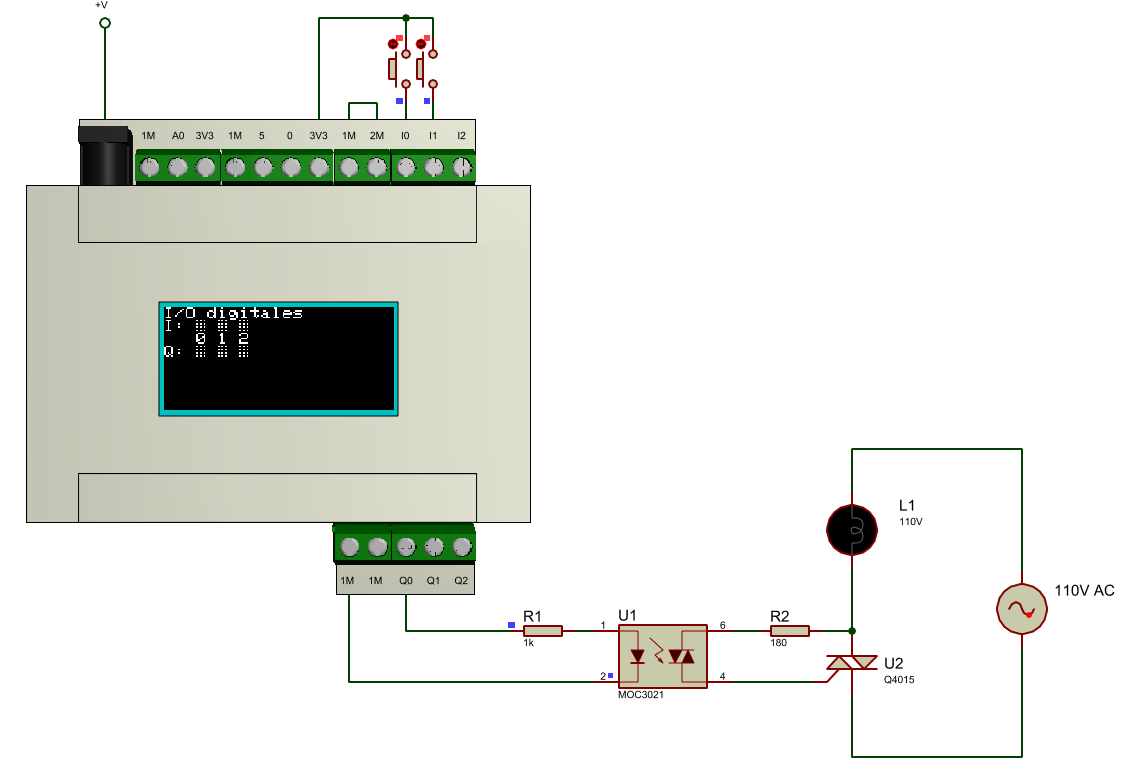 +V
1M A0 3V3 1M 5 0 3V3 1M 2M I0 I1 I2
I/O digitales
I:
0 1 2
Q:
1M 1M Q0 Q1 Q2
L1
110V
110V AC
R1
1k
U1
1
6
2
4
MOC3021
R2
180
U2
Q4015